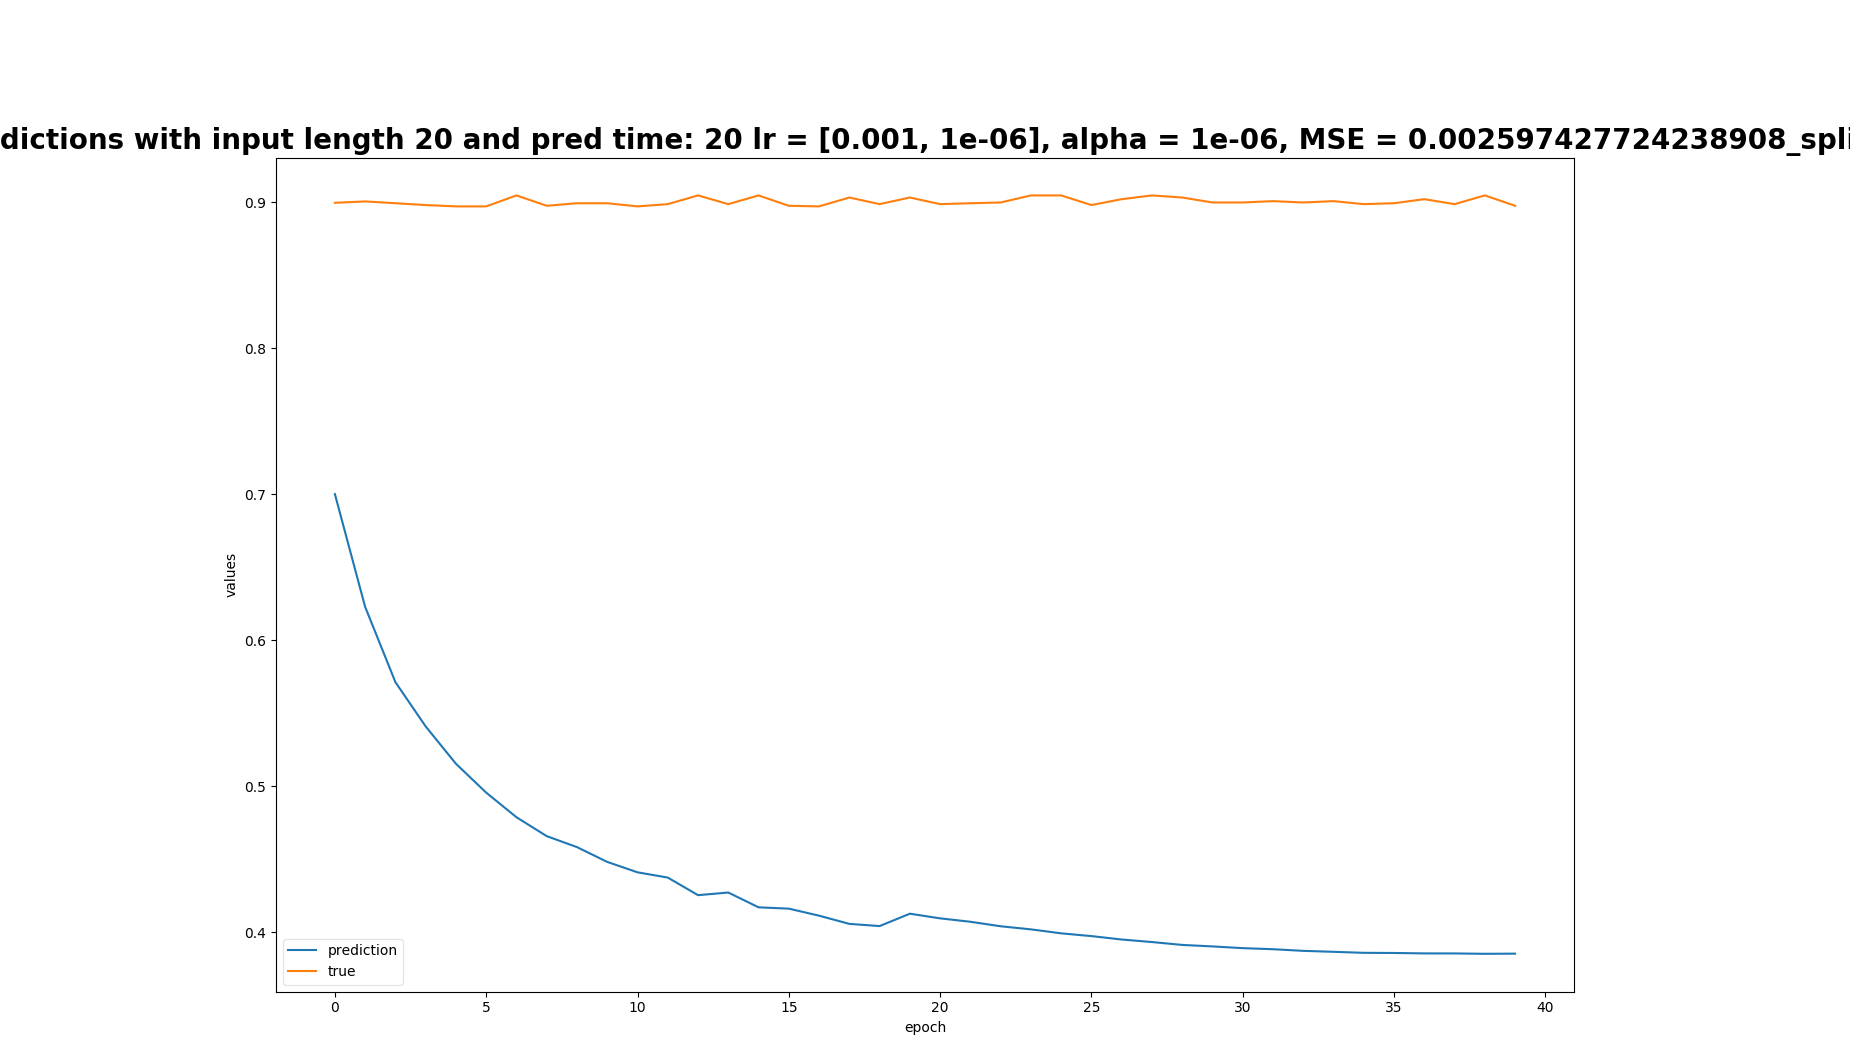 dictions with input length 20 and pred time: 20 lr = [0.001, 1e-06], alpha = 1e-06, MSE = 0.002597427724238908_spli
0.9
0.8
0.7
0.6
0.5
0.4
values
prediction
true
0 5 10 15 20 25 30 35 40
epoch